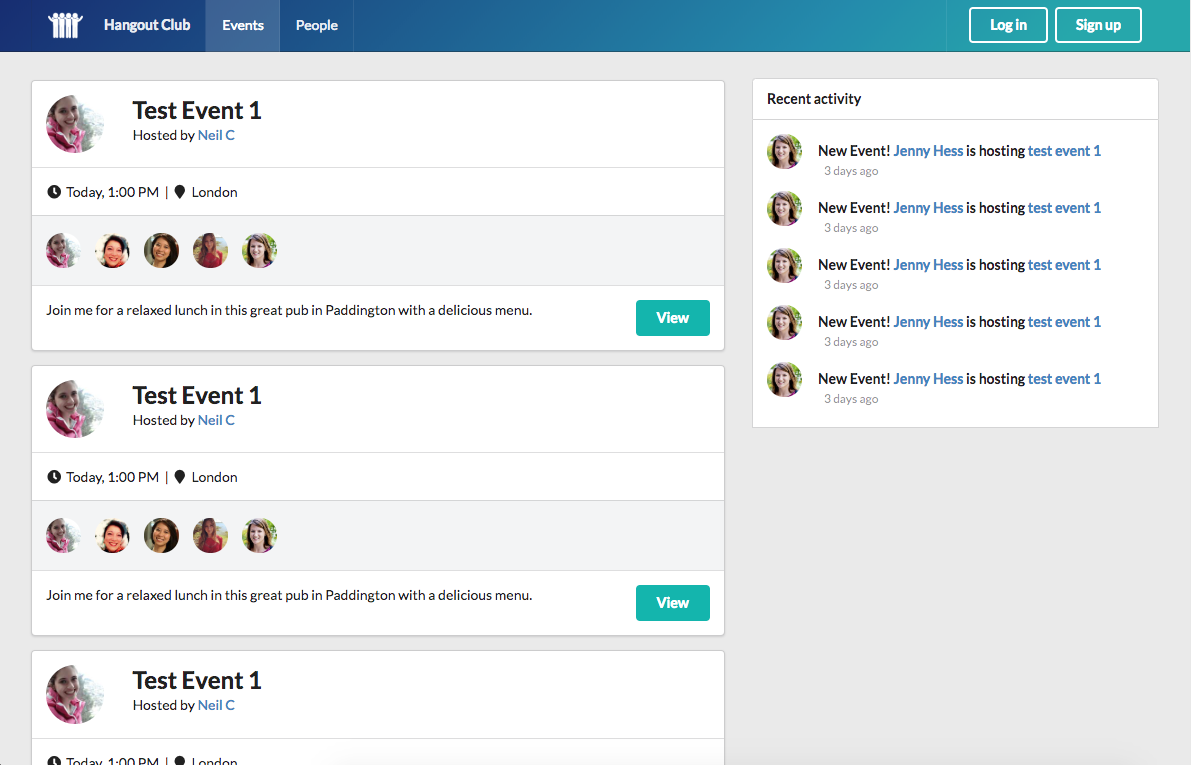 Hangout Club Events People Log in Sign up
Test Event 1
Hosted by Neil C
Today, 1:00 PM | London
Join me for a relaxed lunch in this great pub in Paddington with a delicious menu.
View
Test Event 1
Hosted by Neil C
Today, 1:00 PM | London
Join me for a relaxed lunch in this great pub in Paddington with a delicious menu.
View
Test Event 1
Hosted by Neil C
Today, 1:00 PM | London
Recent activity
New Event! Jenny Hess is hosting test event 1
3 days ago
New Event! Jenny Hess is hosting test event 1
3 days ago
New Event! Jenny Hess is hosting test event 1
3 days ago
New Event! Jenny Hess is hosting test event 1
3 days ago
New Event! Jenny Hess is hosting test event 1
3 days ago